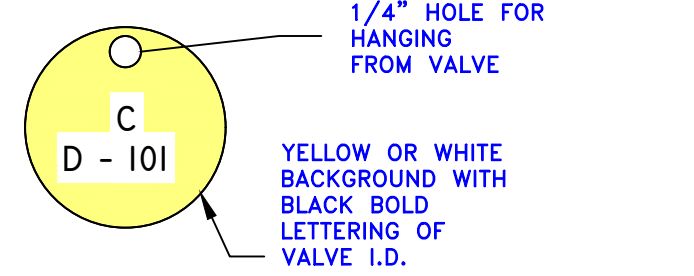 1/4” HOLE FOR
HANGING
FROM VALVE
C
D - 101
YELLOW OR WHITE
BACKGROUND WITH
BLACK BOLD
LETTERING OF
VALVE I.D.